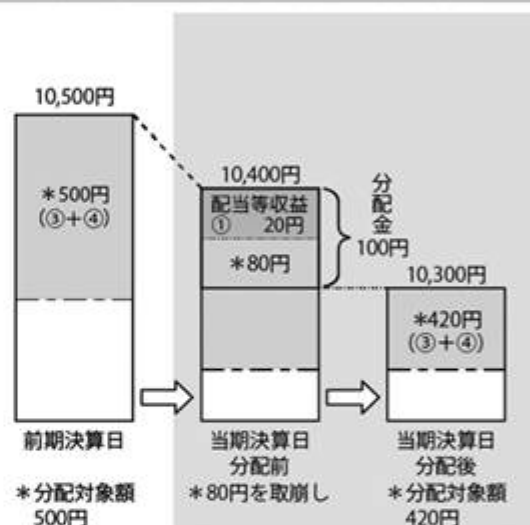 10,500円
＊500円
(③＋④)
10,400円
配当等収益
① 20円
＊80円
分配金
100円
10,300円
＊420円
(③＋④)
前期決算日
＊分配対象額
500円
当期決算日
分配前
＊80円を取崩し
当期決算日
分配後
＊分配対象額
420円